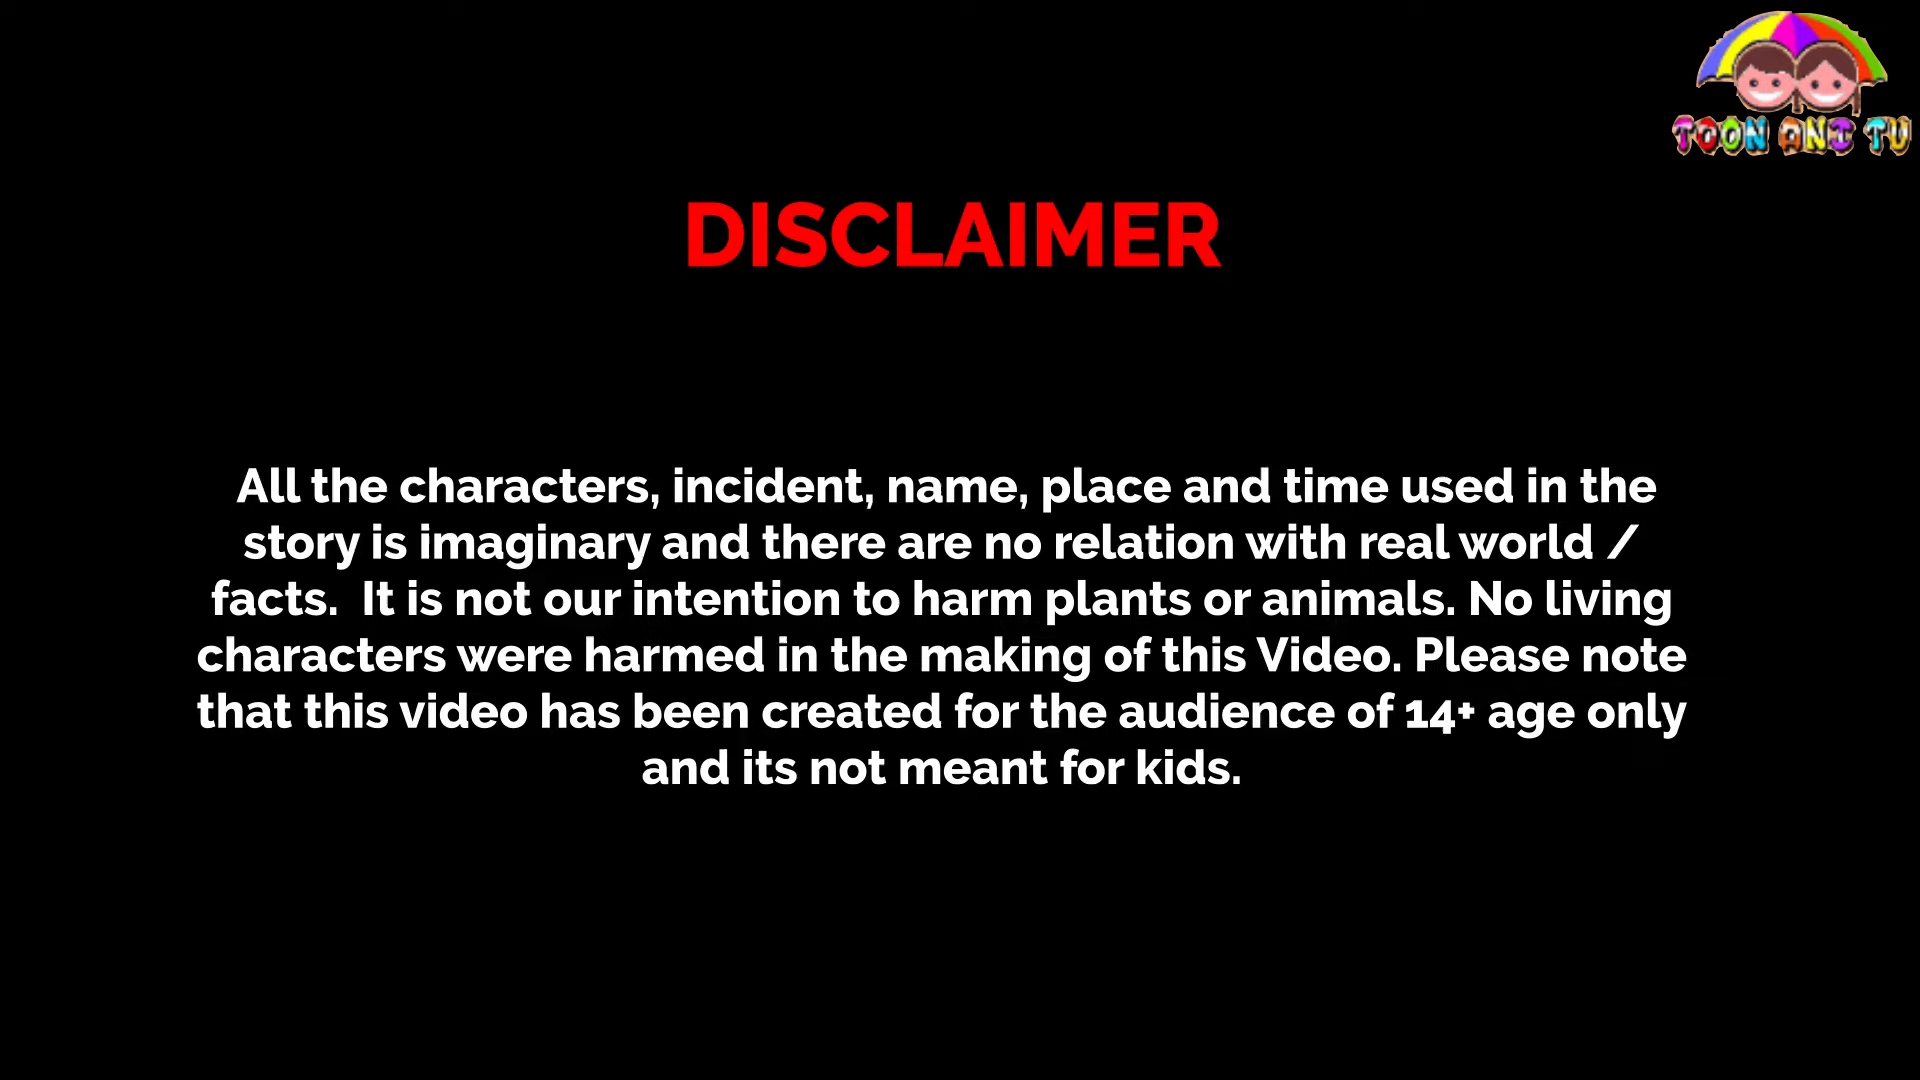 TOON ANI TV
DISCLAIMER
All the characters, incident, name, place and time used in the
story is imaginary and there are no relation with real world /
facts.  It is not our intention to harm plants or animals. No living
characters were harmed in the making of this Video. Please note
that this video has been created for the audience of 14+ age only
and its not meant for kids.